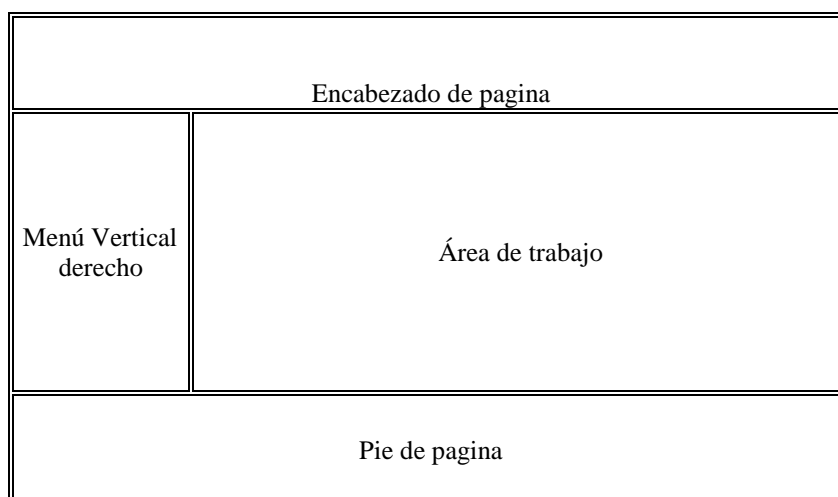 Encabezado de pagina
Menú Vertical
derecho
Área de trabajo
Pie de pagina